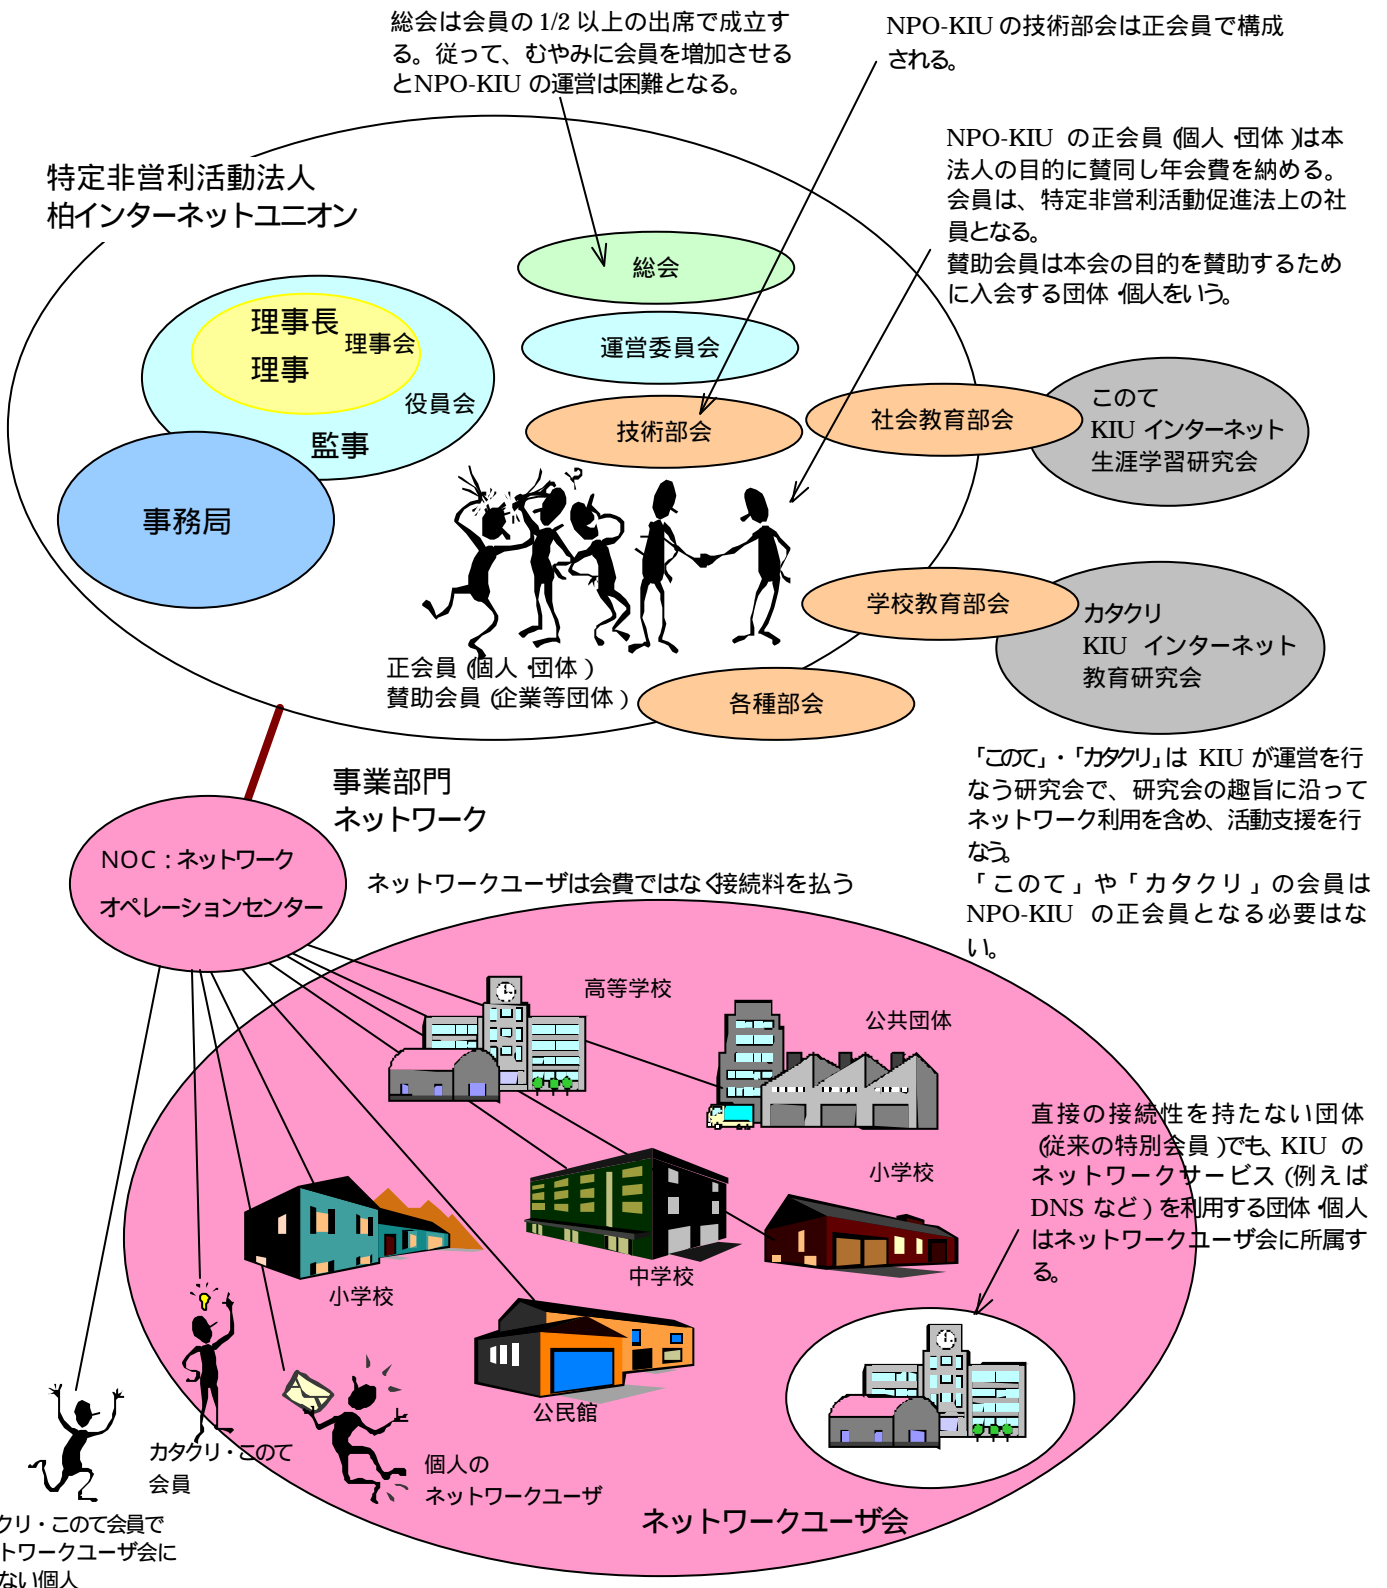 総会は会員の 1/2 以上の出席で成立す
る。従って、むやみに会員を増加させる
とNPO-KIU の運営は困難となる。
NPO-KIU の技術部会は正会員で構成
される。
NPO-KIU の正会員 (個人・団体)は本
法人の目的に賛同し年会費を納める。
会員は、特定非営利活動促進法上の社
員となる。
賛助会員は本会の目的を賛助するため
に入会する団体・個人をいう。
特定非営利活動法人
柏インターネットユニオン
総会
理事長
理事会
理事
役員会
監事
運営委員会
技術部会
社会教育部会
このて
KIU インターネット
生涯学習研究会
事務局
学校教育部会
カタクリ
KIU インターネット
教育研究会
正会員 (個人・団体)
賛助会員 (企業等団体)
各種部会
「このて」・「カタクリ」は KIU が運営を行
なう研究会で、研究会の趣旨に沿って
ネットワーク利用を含め、活動支援を行
なう。
「このて」や「カタクリ」の会員は
NPO-KIU の正会員となる必要はな
い。
事業部門
ネットワーク
NOC：ネットワーク
オペレーションセンター
ネットワークユーザは会費ではなく接続料を払う
高等学校
公共団体
直接の接続性を持たない団体
(従来の特別会員)でも、KIU の
ネットワークサービス (例えば
DNS など) を利用する団体・個人
はネットワークユーザ会に所属す
る。
小学校
中学校
小学校
公民館
カタクリ・このて
会員
個人の
ネットワークユーザ
ネットワークユーザ会
クリ・このて会員で
トワークユーザ会に
ない個人